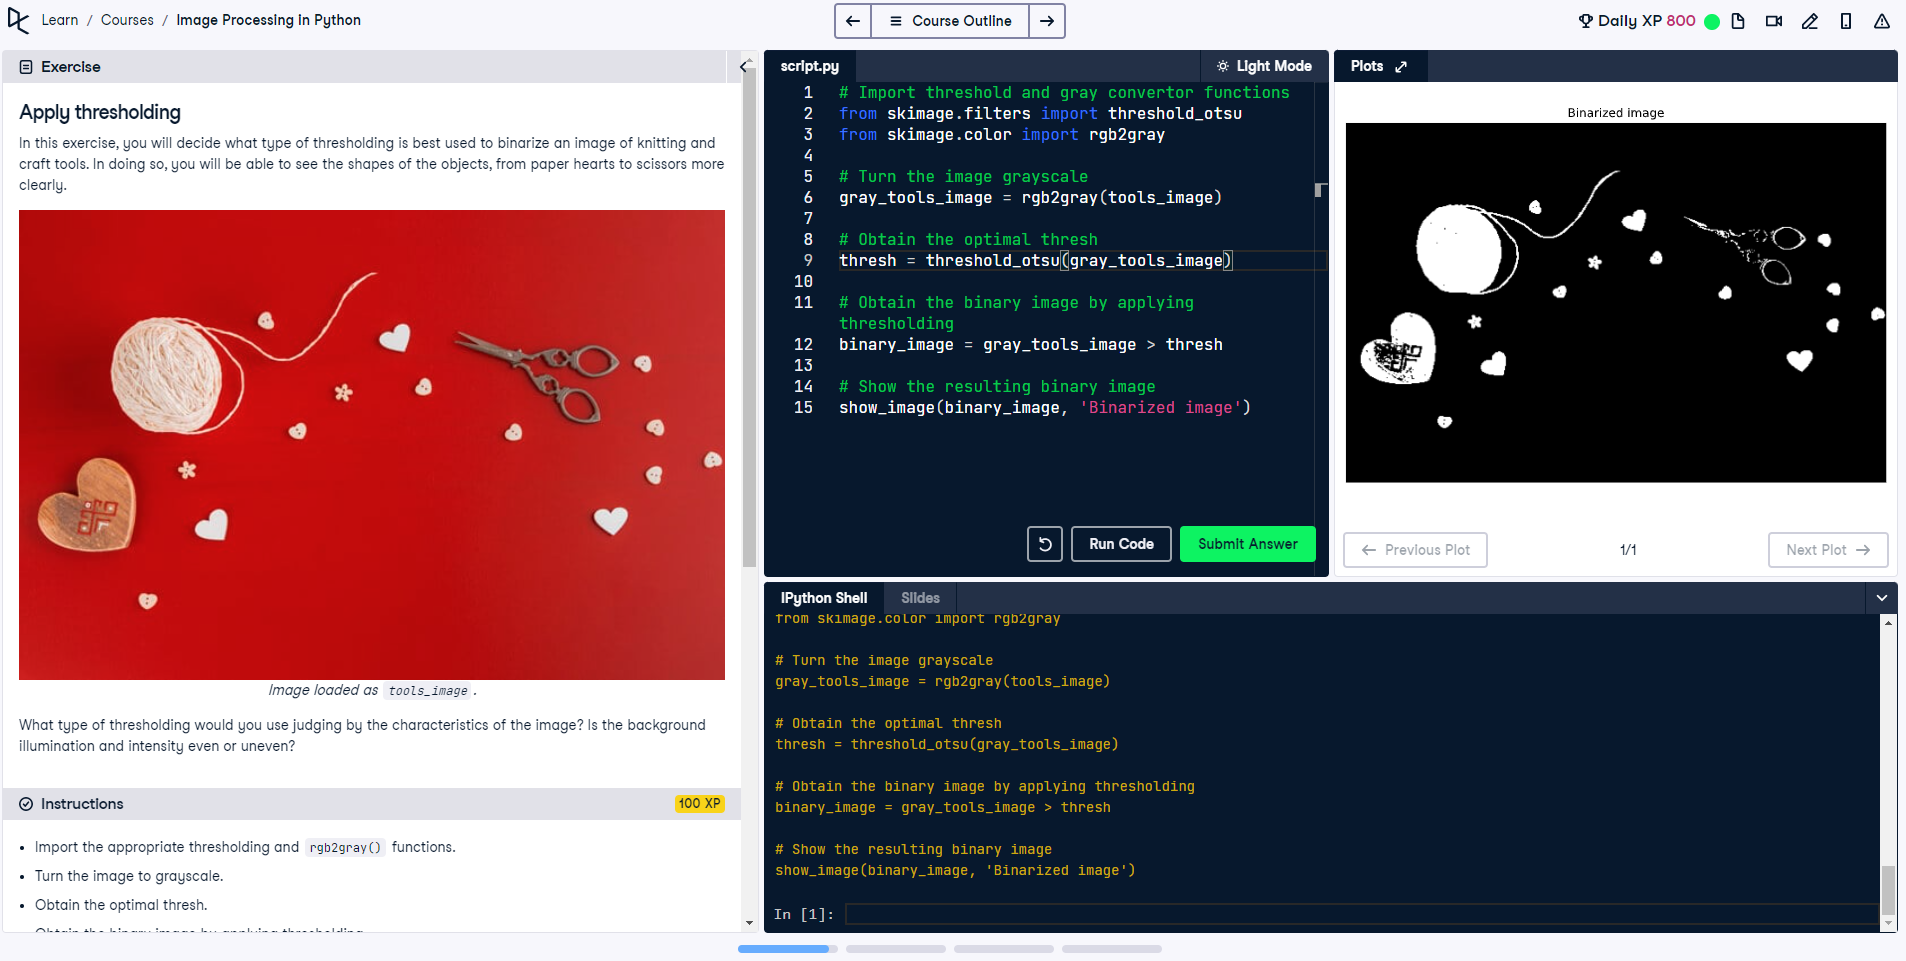 Learn / Courses / Image Processing in Python
Course Outline
Daily XP 800
Exercise
Apply thresholding
In this exercise, you will decide what type of thresholding is best used to binarize an image of knitting and
craft tools. In doing so, you will be able to see the shapes of the objects, from paper hearts to scissors more
clearly.
Image loaded as tools_image.
What type of thresholding would you use judging by the characteristics of the image? Is the background
illumination and intensity even or uneven?
Instructions
100 XP
• Import the appropriate thresholding and rgb2gray() functions.
• Turn the image to grayscale.
• Obtain the optimal thresh.
• Obtain the binary image by applying thresholding
script.py
Light Mode
1 # Import threshold and gray convertor functions
2 from skimage.filters import threshold_otsu
3 from skimage.color import rgb2gray
4
5 # Turn the image grayscale
6 gray_tools_image = rgb2gray(tools_image)
7
8 # Obtain the optimal thresh
9 thresh = threshold_otsu(gray_tools_image)
10
11 # Obtain the binary image by applying
thresholding
12 binary_image = gray_tools_image > thresh
13
14 # Show the resulting binary image
15 show_image(binary_image, 'Binarized image')
Run Code
Submit Answer
Plots
Binarized image
Previous Plot
1/1
Next Plot
IPython Shell
Slides
from skimage.color import rgb2gray
# Turn the image grayscale
gray_tools_image = rgb2gray(tools_image)
# Obtain the optimal thresh
thresh = threshold_otsu(gray_tools_image)
# Obtain the binary image by applying thresholding
binary_image = gray_tools_image > thresh
# Show the resulting binary image
show_image(binary_image, 'Binarized image')
In [1]: